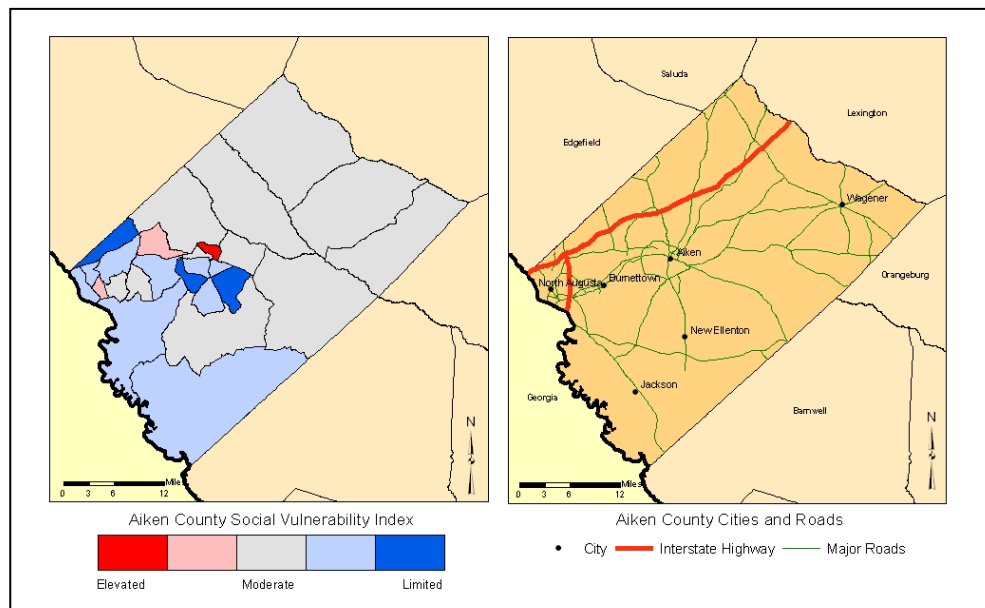 N
Miles
0 3 6 12
Aiken County Social Vulnerability Index
Elevated Moderate Limited
Saluda
Lexington
Edgefield
Wagener
Aiken
Orangeburg
North Augusta
Burnettown
New Ellenton
Jackson
Georgia
Barnwell
N
Miles
0 3 6 12
Aiken County Cities and Roads
City Interstate Highway Major Roads